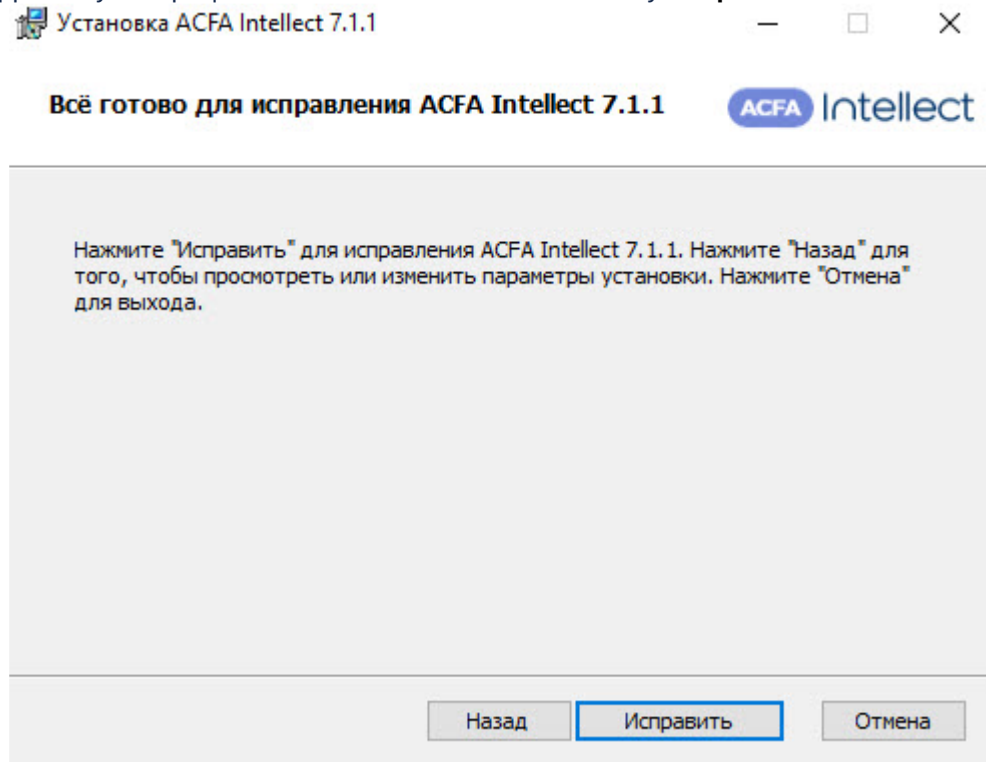 Установка ACFA Intellect 7.1.1
Всё готово для исправления ACFA Intellect 7.1.1
ACFA Intellect
Нажмите "Исправить" для исправления ACFA Intellect 7.1.1. Нажмите "Назад" для
того, чтобы просмотреть или изменить параметры установки. Нажмите "Отмена"
для выхода.
Назад
Исправить
Отмена